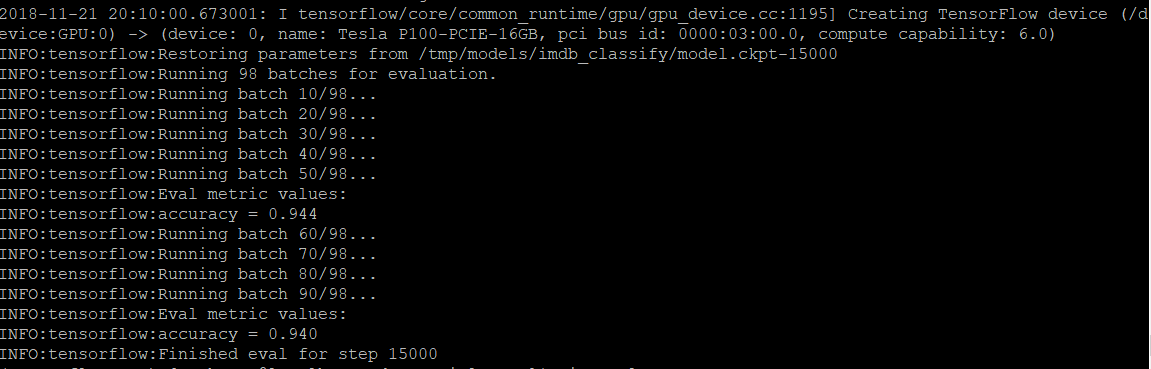 2018-11-21 20:10:00.673001: I tensorflow/core/common_runtime/gpu/gpu_device.cc:1195] Creating TensorFlow device (/d
evice:GPU:0) -> (device: 0, name: Tesla P100-PCIE-16GB, pci bus id: 0000:03:00.0, compute capability: 6.0)
INFO:tensorflow:Restoring parameters from /tmp/models/imdb_classify/model.ckpt-15000
INFO:tensorflow:Running 98 batches for evaluation.
INFO:tensorflow:Running batch 10/98...
INFO:tensorflow:Running batch 20/98...
INFO:tensorflow:Running batch 30/98...
INFO:tensorflow:Running batch 40/98...
INFO:tensorflow:Running batch 50/98...
INFO:tensorflow:Eval metric values:
INFO:tensorflow:accuracy = 0.944
INFO:tensorflow:Running batch 60/98...
INFO:tensorflow:Running batch 70/98...
INFO:tensorflow:Running batch 80/98...
INFO:tensorflow:Running batch 90/98...
INFO:tensorflow:Eval metric values:
INFO:tensorflow:accuracy = 0.940
INFO:tensorflow:Finished eval for step 15000